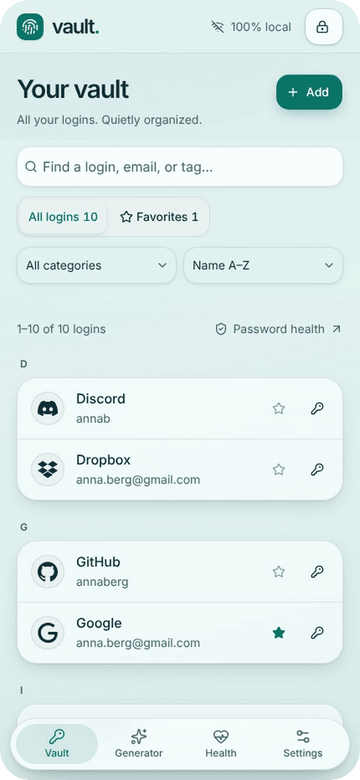 vault.
100% local
Your vault
Add
All your logins. Quietly organized.
Find a login, email, or tag...
All logins 10
Favorites 1
All categories
Name A–Z
1–10 of 10 logins
Password health
D
Discord
annab
Dropbox
anna.berg@gmail.com
G
GitHub
annaberg
Google
anna.berg@gmail.com
I
Vault
Generator
Health
Settings